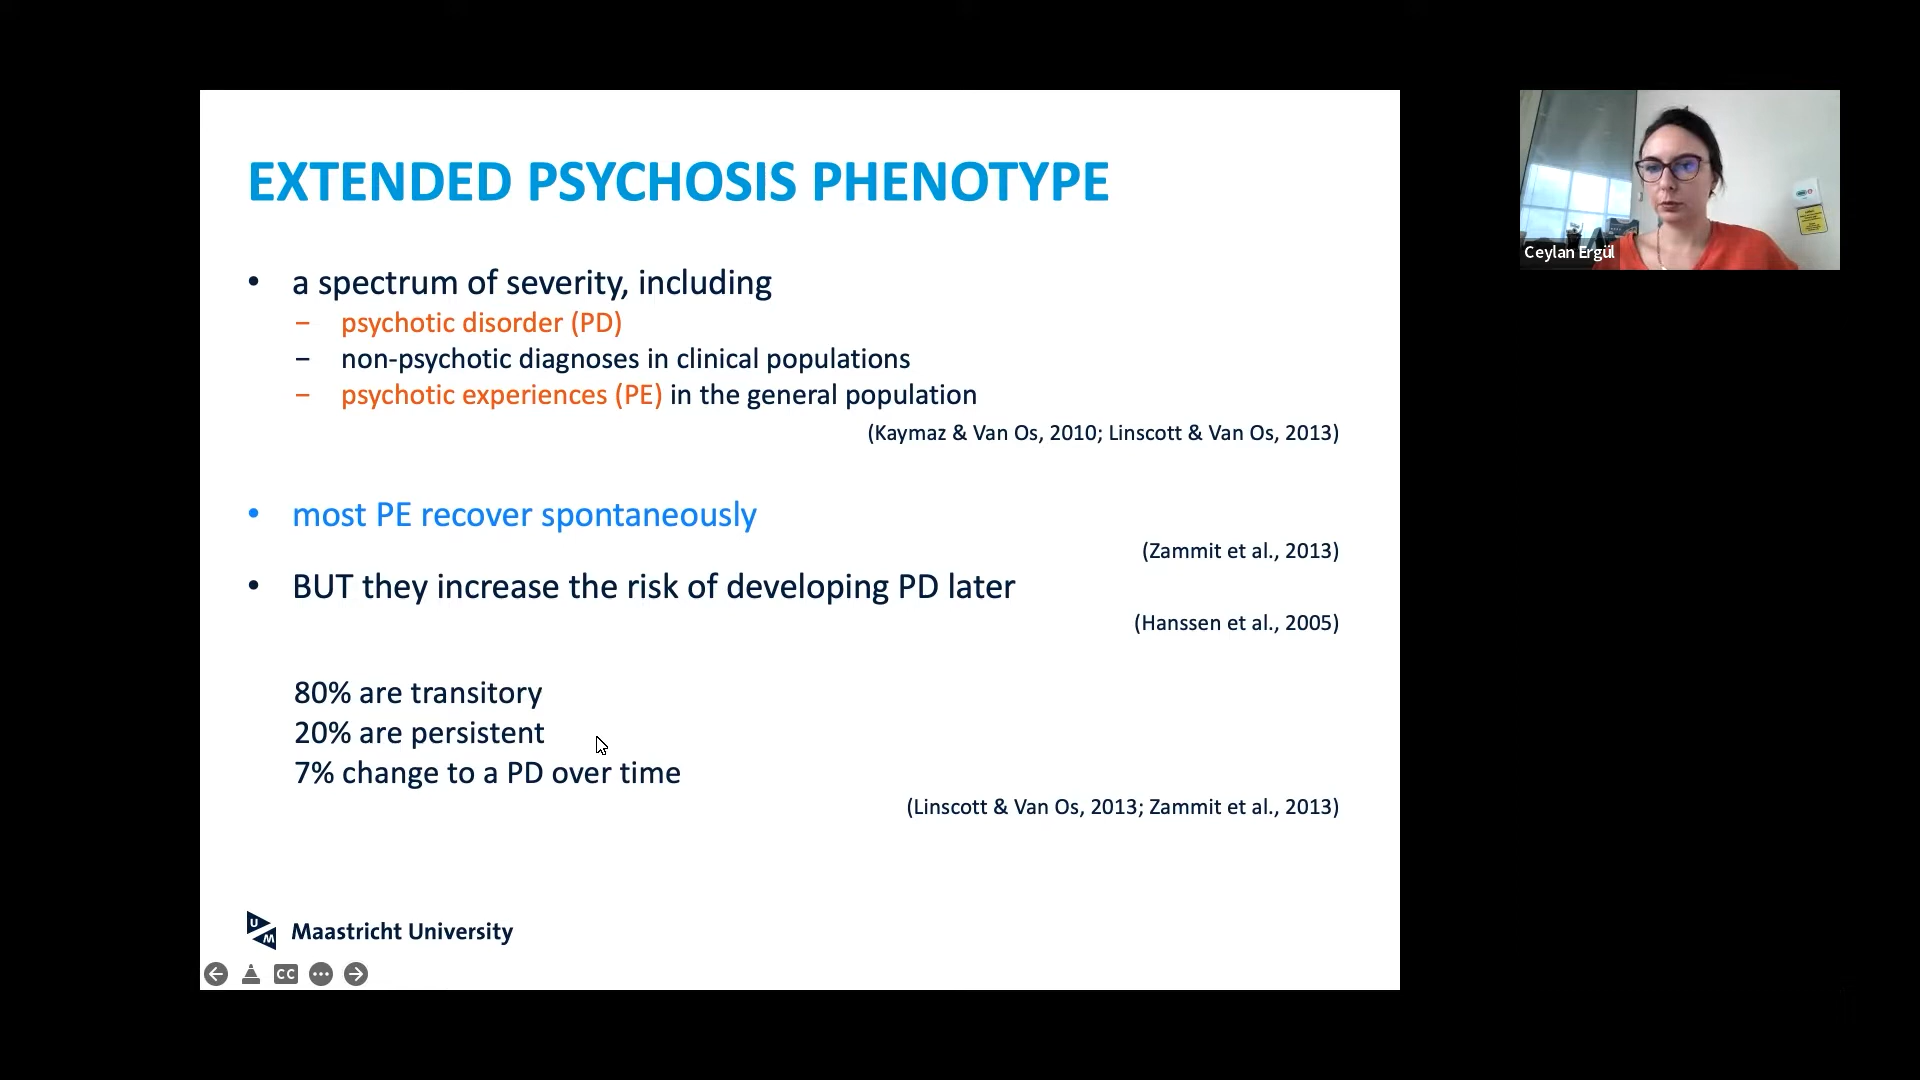 EXTENDED PSYCHOSIS PHENOTYPE
• a spectrum of severity, including
– psychotic disorder (PD)
– non-psychotic diagnoses in clinical populations
– psychotic experiences (PE) in the general population
(Kaymaz & Van Os, 2010; Linscott & Van Os, 2013)
• most PE recover spontaneously
(Zammit et al., 2013)
• BUT they increase the risk of developing PD later
(Hanssen et al., 2005)
80% are transitory
20% are persistent
7% change to a PD over time
(Linscott & Van Os, 2013; Zammit et al., 2013)
UM Maastricht University
CC
Ceylan Ergül